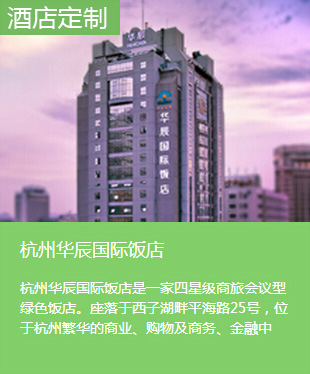 酒店定制
华辰
华辰国际饭店
杭州华辰国际饭店
杭州华辰国际饭店是一家四星级商旅会议型
绿色饭店。座落于西子湖畔平海路25号，位
于杭州繁华的商业、购物及商务、金融中